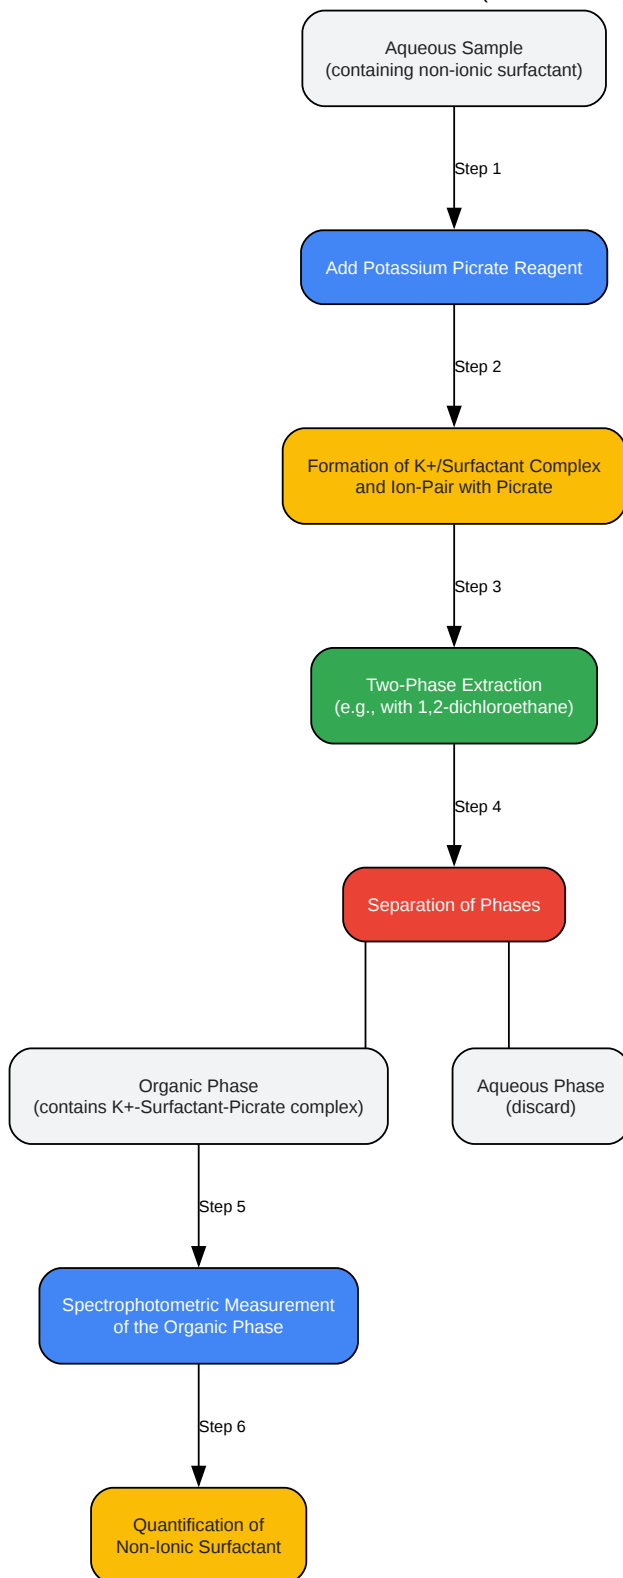 Aqueous Sample
(containing non-ionic surfactant)
Step 1
Add Potassium Picrate Reagent
Step 2
Formation of K+/Surfactant Complex
and Ion-Pair with Picrate
Step 3
Two-Phase Extraction
(e.g., with 1,2-dichloroethane)
Step 4
Separation of Phases
Organic Phase
(contains K+-Surfactant-Picrate complex)
Aqueous Phase
(discard)
Step 5
Spectrophotometric Measurement
of the Organic Phase
Step 6
Quantification of
Non-Ionic Surfactant